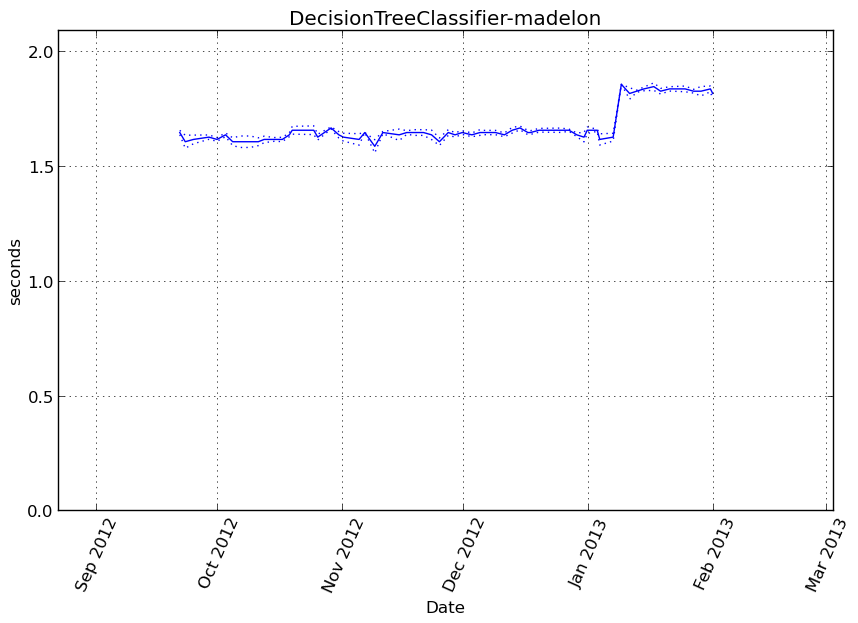 DecisionTreeClassifier-madelon
2.0
1.5
1.0
0.5
0.0
seconds
Sep 2012
Oct 2012
Nov 2012
Dec 2012
Jan 2013
Feb 2013
Mar 2013
Date